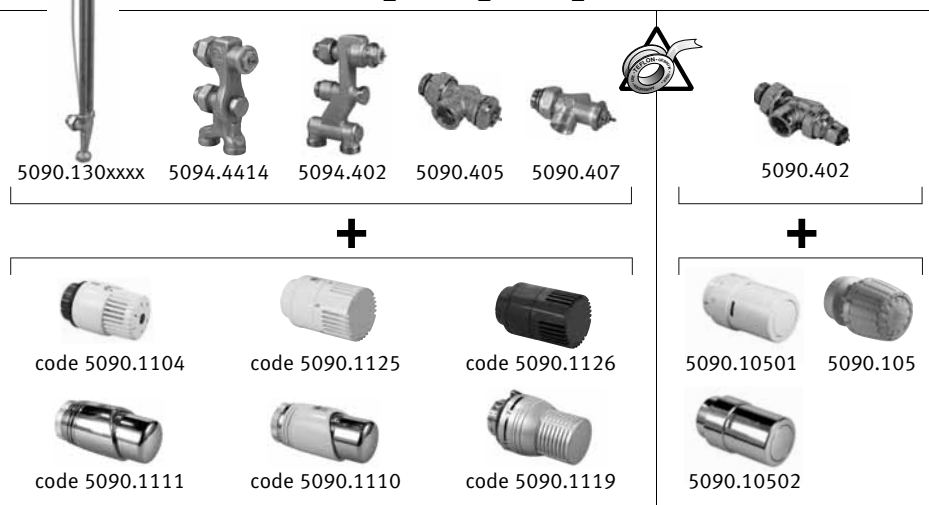 TEFLON
5090.130xxxx 5094.4414 5094.402 5090.405 5090.407 5090.402
+ +
code 5090.1104 code 5090.1125 code 5090.1126 5090.10501 5090.105
code 5090.1111 code 5090.1110 code 5090.1119 5090.10502